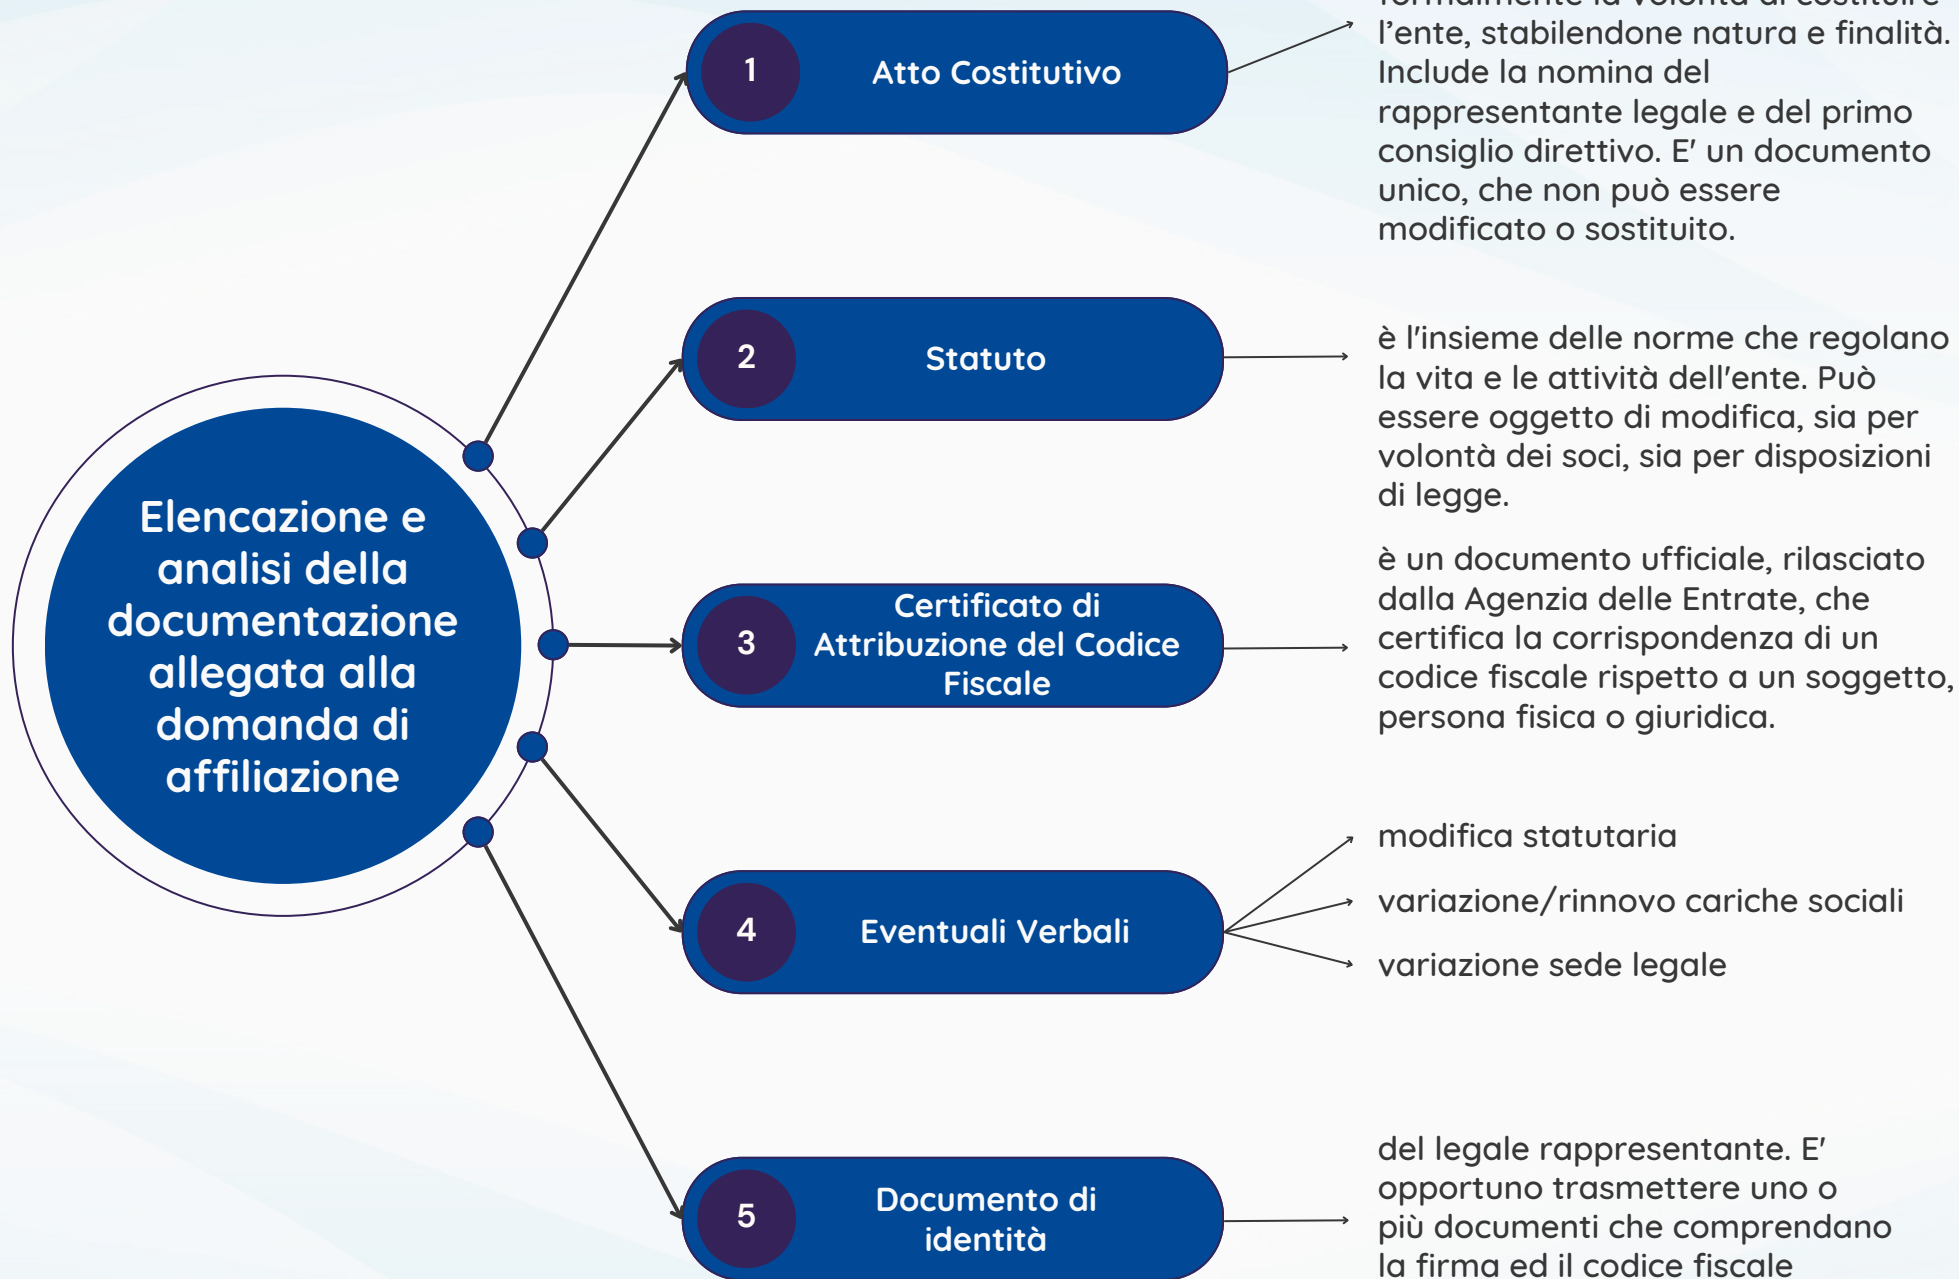 Elencazione e
analisi della
documentazione
allegata alla
domanda di
affiliazione
1
Atto Costitutivo
formalmente la volontà di costituire
l’ente, stabilendone natura e finalità.
Include la nomina del
rappresentante legale e del primo
consiglio direttivo. E' un documento
unico, che non può essere
modificato o sostituito.
2
Statuto
è l'insieme delle norme che regolano
la vita e le attività dell'ente. Può
essere oggetto di modifica, sia per
volontà dei soci, sia per disposizioni
di legge.
3
Certificato di
Attribuzione del Codice
Fiscale
è un documento ufficiale, rilasciato
dalla Agenzia delle Entrate, che
certifica la corrispondenza di un
codice fiscale rispetto a un soggetto,
persona fisica o giuridica.
4
Eventuali Verbali
modifica statutaria
variazione/rinnovo cariche sociali
variazione sede legale
5
Documento di
identità
del legale rappresentante. E'
opportuno trasmettere uno o
più documenti che comprendano
la firma ed il codice fiscale